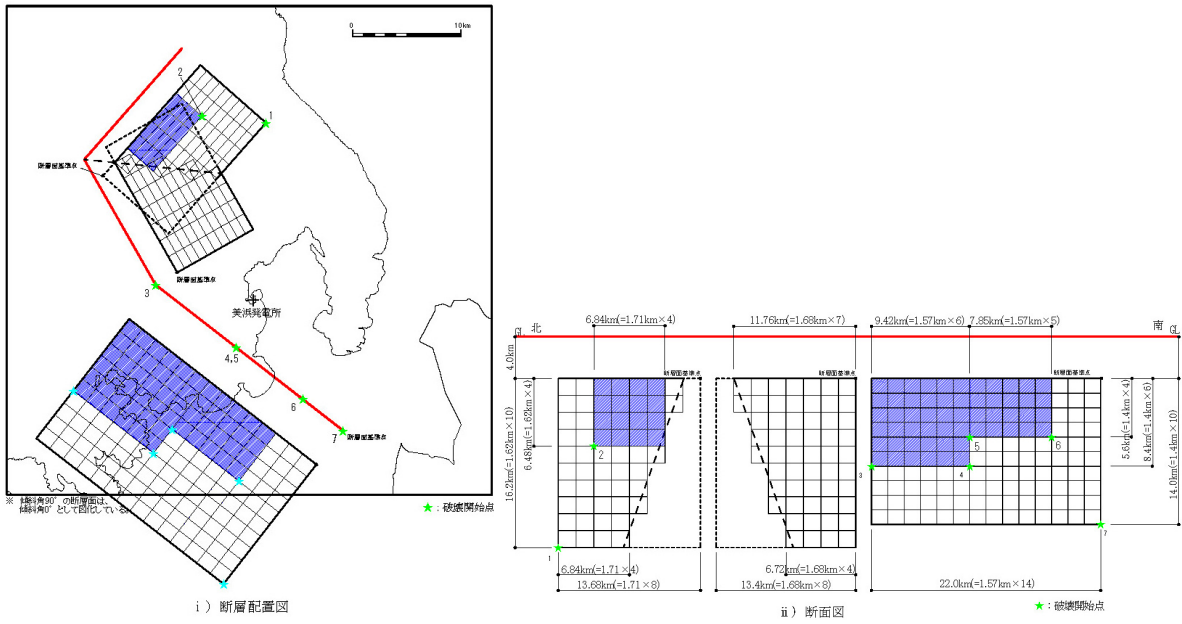 0
10km
2
1
断層面基準点
断層面基準点
3
美浜発電所
4,5
6
7
断層面基準点
※ 傾斜角90°の断層面は、
傾斜角0°として図化している。
★：破壊開始点
ⅰ）断層配置図
6.84km(=1.71km×4)
11.76km(=1.68km×7)
9.42km(=1.57km×6)
7.85km(=1.57km×5)
GL 北
南 GL
4.0km
断層面基準点
断層面基準点
断層面基準点
16.2km(=1.62km×10)
6.48km(=1.62km×4)
2
5
6
3
4
5.6km(=1.4km×4)
8.4km(=1.4km×6)
14.0km(=1.4km×10)
7
1
6.84km(=1.71×4)
6.72km(=1.68km×4)
13.68km(=1.71×8)
13.4km(=1.68km×8)
22.0km(=1.57km×14)
ⅱ）断面図
★：破壊開始点